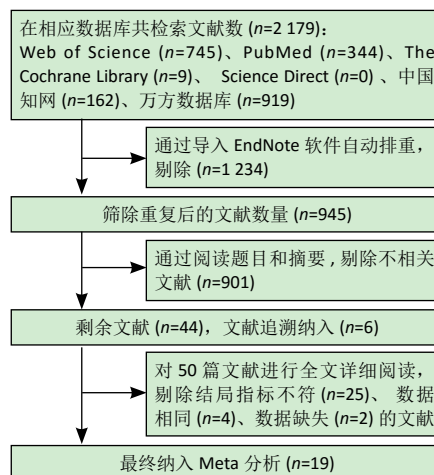 在相应数据库共检索文献数 (n=2 179)：
Web of Science (n=745)、PubMed (n=344)、The
Cochrane Library (n=9)、 Science Direct (n=0) 、中国
知网 (n=162)、万方数据库 (n=919)
通过导入 EndNote 软件自动排重，
剔除 (n=1 234)
筛除重复后的文献数量 (n=945)
通过阅读题目和摘要 , 剔除不相关
文献 (n=901)
剩余文献 (n=44)，文献追溯纳入 (n=6)
对 50 篇文献进行全文详细阅读，
剔除结局指标不符 (n=25)、 数据
相同 (n=4)、数据缺失 (n=2) 的文献
最终纳入 Meta 分析 (n=19)